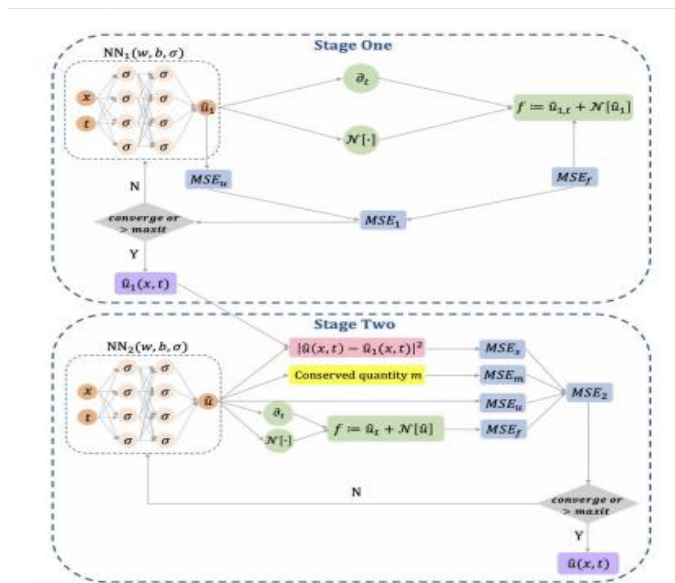 Stage One
NN₁(w, b, σ)
x
t
σ σ
σ σ
σ σ
σ σ
û₁
∂ₜ
𝒩[·]
f ≔ û₁,ₜ + 𝒩[û₁]
MSEᵤ
MSE_f
MSE₁
N
converge or
> maxit
Y
û₁(x, t)
Stage Two
NN₂(w, b, σ)
x
t
σ σ
σ σ
σ σ
σ σ
û
|û(x, t) − û₁(x, t)|²
Conserved quantity m
∂ₜ
𝒩[·]
f ≔ ûₜ + 𝒩[û]
MSEₛ
MSEₘ
MSEᵤ
MSE_f
MSE₂
N
converge or
> maxit
Y
û(x, t)